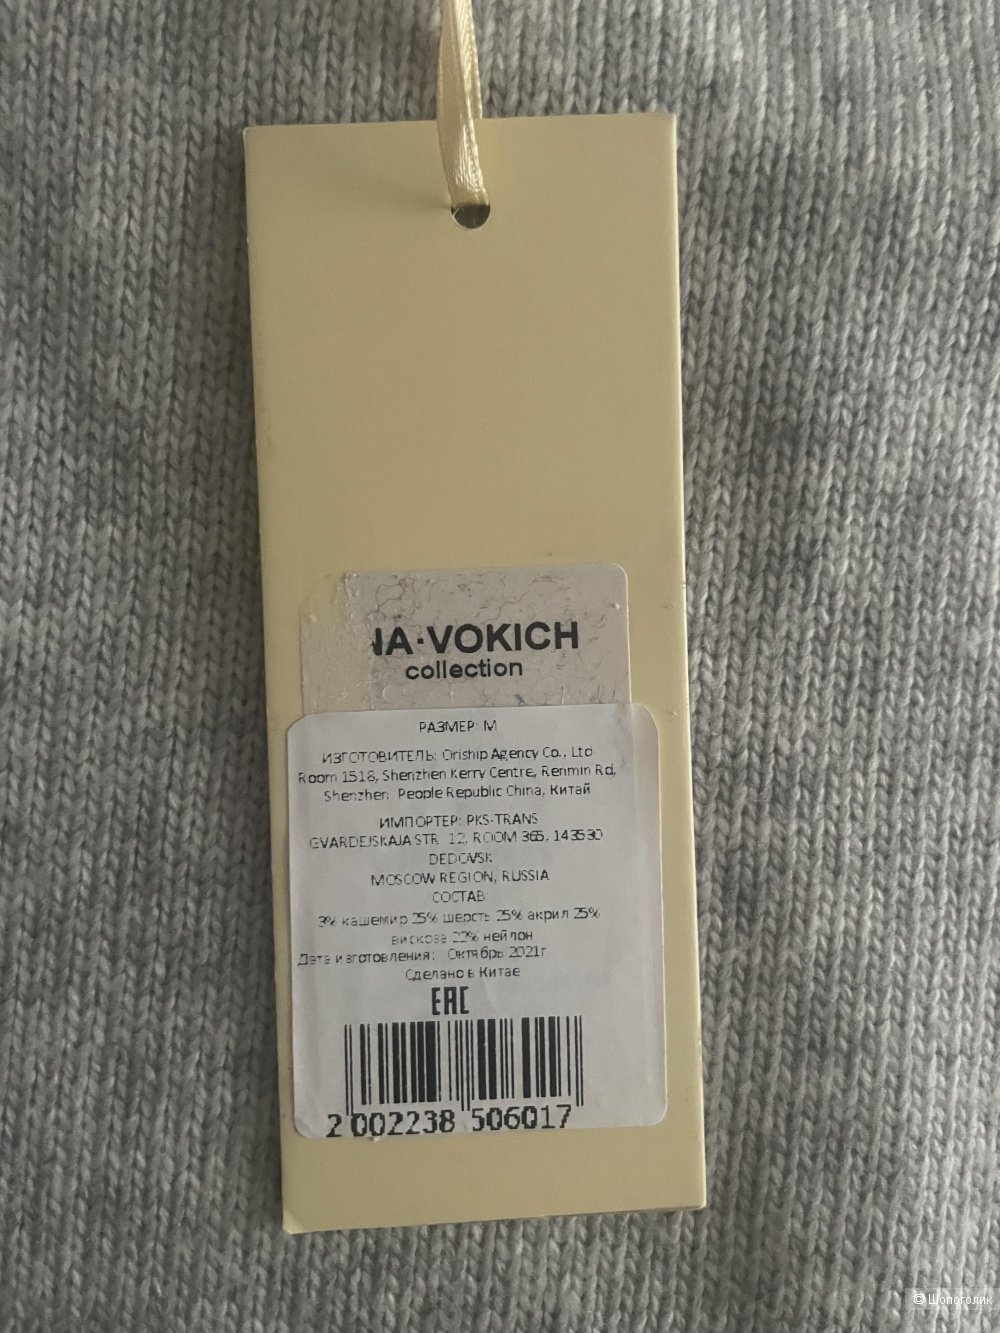 NA·VOKICH
collection
РАЗМЕР: M
ИЗГОТОВИТЕЛЬ: Oriship Agency Co., Ltd
Room 1518, Shenzhen Kerry Centre, Renmin Rd,
Shenzhen. People Republic China, Китай
ИМПОРТЕР: PKS-TRANS
GVARDEJSKAJA STR. 12, ROOM 365, 143530
DEDOVSK
MOSCOW REGION, RUSSIA
СОСТАВ:
3% кашемир 25% шерсть 25% акрил 25%
вискоза 22% нейлон
Дата изготовления: Октябрь 2021г
Сделано в Китае
EAC
2 002238 506017
© Шопоголик